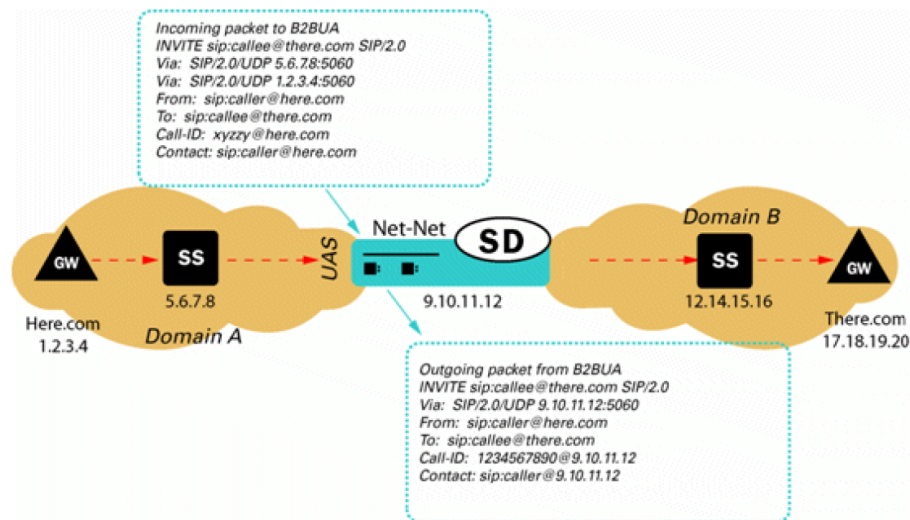 Incoming packet to B2BUA
INVITE sip:callee@there.com SIP/2.0
Via: SIP/2.0/UDP 5.6.7.8:5060
Via: SIP/2.0/UDP 1.2.3.4:5060
From: sip:caller@here.com
To: sip:callee@there.com
Call-ID: xyzzy@here.com
Contact: sip:caller@here.com
Domain B
Net-Net
SD
UAS
GW
SS
SS
GW
5.6.7.8
9.10.11.12
12.14.15.16
Here.com
1.2.3.4
Domain A
There.com
17.18.19.20
Outgoing packet from B2BUA
INVITE sip:callee@there.com SIP/2.0
Via: SIP/2.0/UDP 9.10.11.12:5060
From: sip:caller@here.com
To: sip:callee@there.com
Call-ID: 1234567890@9.10.11.12
Contact: sip:caller@9.10.11.12